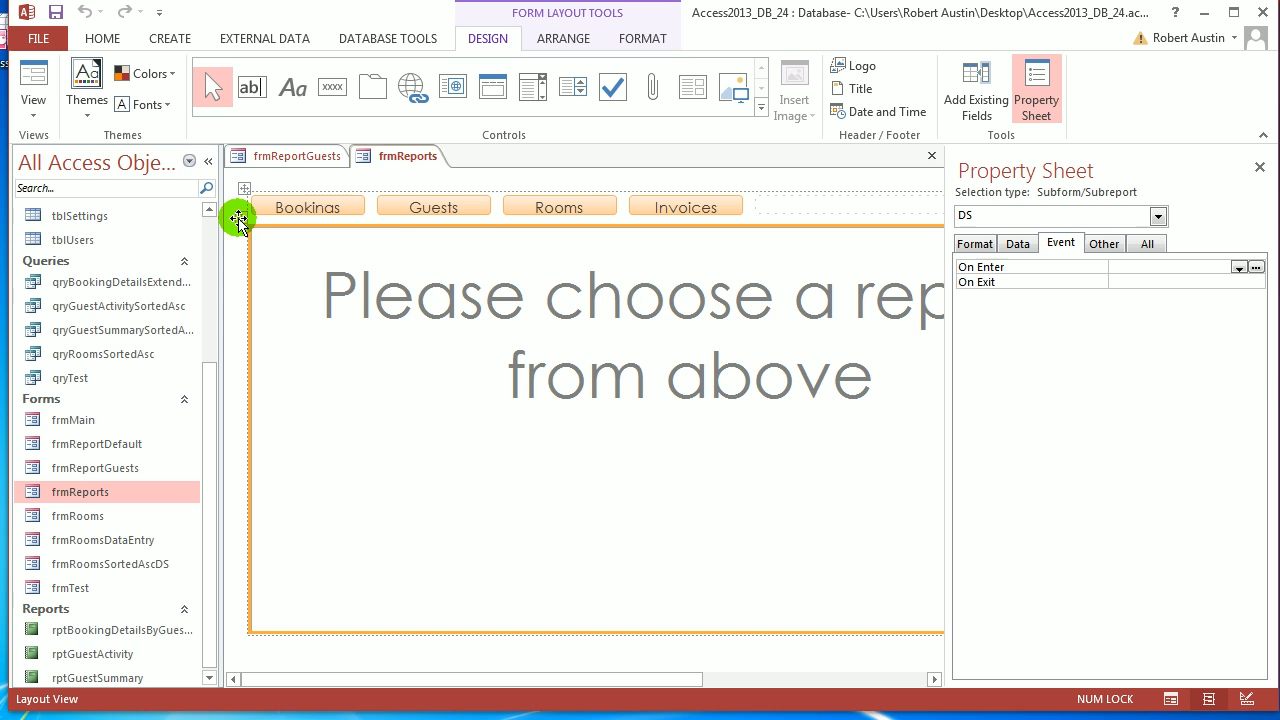 FORM LAYOUT TOOLS
Access2013_DB_24 : Database- C:\Users\Robert Austin\Desktop\Access2013_DB_24.ac...
?
FILE
HOME
CREATE
EXTERNAL DATA
DATABASE TOOLS
DESIGN
ARRANGE
FORMAT
Robert Austin
View
Views
Themes
Colors
Fonts
Themes
ab|
Aa
xxxx
Controls
Insert
Image
Logo
Title
Date and Time
Header / Footer
Add Existing
Fields
Property
Sheet
Tools
All Access Obje...
Search...
tblSettings
tblUsers
Queries
qryBookingDetailsExtend...
qryGuestActivitySortedAsc
qryGuestSummarySortedA...
qryRoomsSortedAsc
qryTest
Forms
frmMain
frmReportDefault
frmReportGuests
frmReports
frmRooms
frmRoomsDataEntry
frmRoomsSortedAscDS
frmTest
Reports
rptBookingDetailsByGues...
rptGuestActivity
rptGuestSummary
frmReportGuests
frmReports
Bookings
Guests
Rooms
Invoices
Please choose a rep
from above
Property Sheet
Selection type: Subform/Subreport
DS
Format
Data
Event
Other
All
On Enter
On Exit
Layout View
NUM LOCK